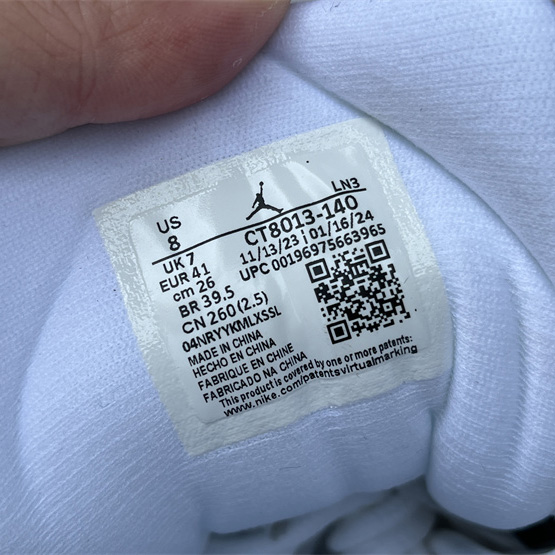 LN3
US
8
CT8013-140
UK 7
11/13/23 | 01/16/24
EUR 41
UPC 00196975663965
cm 26
BR 39.5
CN 260(2.5)
04NRYYKMLXSSL
MADE IN CHINA
HECHO EN CHINA
FABRIQUE EN CHINE
FABRICADO NA CHINA
This product is covered by one or more patents:
www.nike.com/patentsvirtualmarking